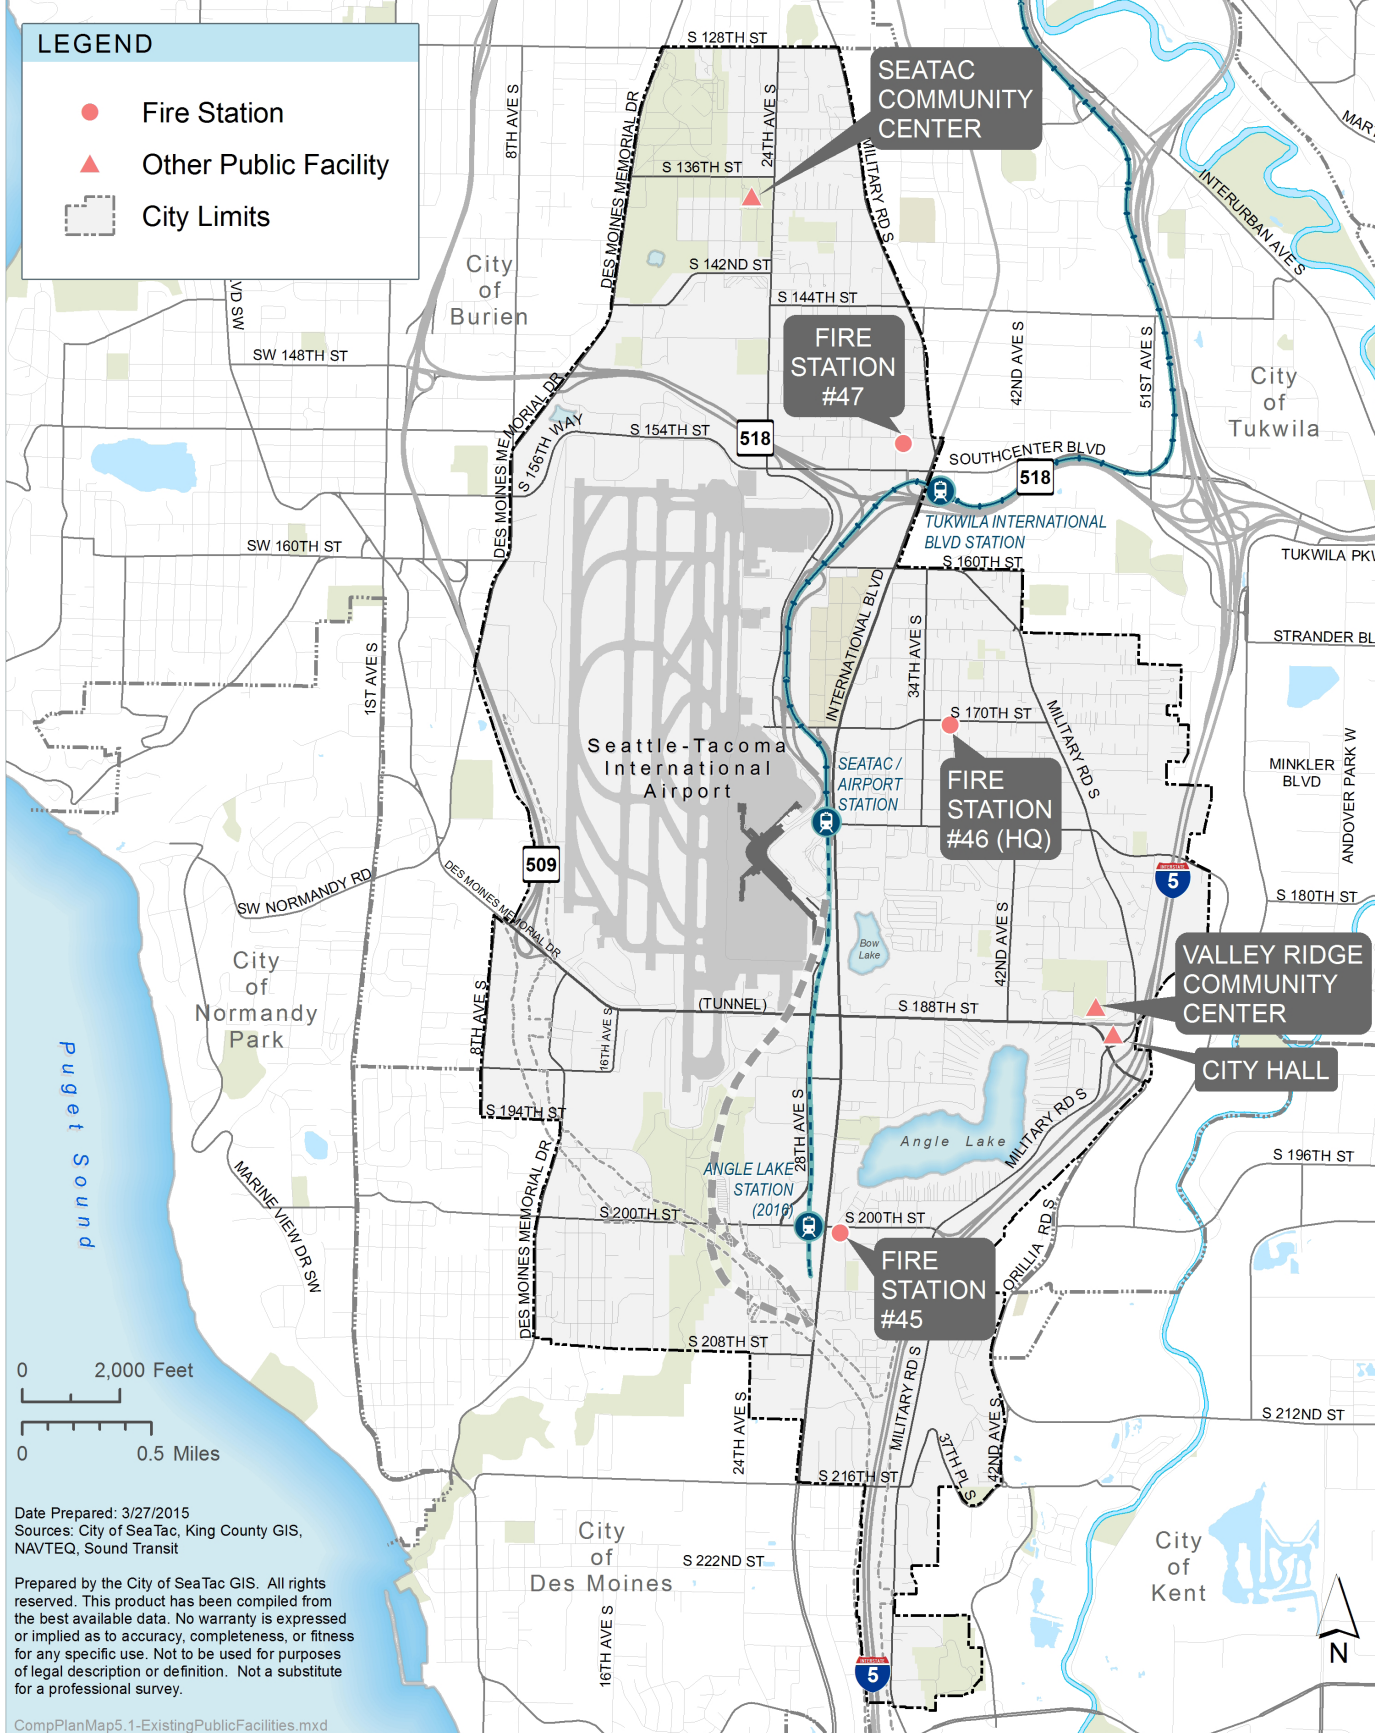 LEGEND
Fire Station
Other Public Facility
City Limits
S 128TH ST
SEATAC
COMMUNITY
CENTER
8TH AVE S
DES MOINES MEMORIAL DR
24TH AVE S
MILITARY RD S
S 136TH ST
INTERURBAN AVE S
City
of
Burien
S 142ND ST
S 144TH ST
FIRE
STATION
#47
42ND AVE S
51ST AVE S
City
of
Tukwila
VD SW
SW 148TH ST
DES MOINES MEMORIAL DR
S 156TH WAY
S 154TH ST
518
SOUTHCENTER BLVD
518
TUKWILA INTERNATIONAL
BLVD STATION
SW 160TH ST
S 160TH ST
STRANDER BL
1ST AVE S
INTERNATIONAL BLVD
34TH AVE S
S 170TH ST
MILITARY RD S
Seattle-Tacoma
International
Airport
SEATAC /
AIRPORT
STATION
FIRE
STATION
#46 (HQ)
MINKLER
BLVD
ANDOVER PARK W
509
5
DES MOINES MEMORIAL DR
SW NORMANDY RD
S 180TH ST
Bow
Lake
42ND AVE S
City
of
Normandy
Park
VALLEY RIDGE
COMMUNITY
CENTER
8TH AVE S
16TH AVE S
(TUNNEL)
S 188TH ST
CITY HALL
Puget Sound
S 194TH ST
28TH AVE S
Angle Lake
MILITARY RD S
S 196TH ST
ANGLE LAKE
STATION
(2016)
MARINE VIEW DR SW
DES MOINES MEMORIAL DR
S 200TH ST
S 200TH ST
ORILLIA RD S
FIRE
STATION
#45
S 208TH ST
0 2,000 Feet
0 0.5 Miles
24TH AVE S
MILITARY RD S
37TH PL S
42ND AVE S
S 212ND ST
S 216TH ST
Date Prepared: 3/27/2015
Sources: City of SeaTac, King County GIS,
NAVTEQ, Sound Transit
City
of
Des Moines
S 222ND ST
16TH AVE S
City
of
Kent
Prepared by the City of SeaTac GIS. All rights
reserved. This product has been compiled from
the best available data. No warranty is expressed
or implied as to accuracy, completeness, or fitness
for any specific use. Not to be used for purposes
of legal description or definition. Not a substitute
for a professional survey.
5
N
CompPlanMap5.1-ExistingPublicFacilities.mxd